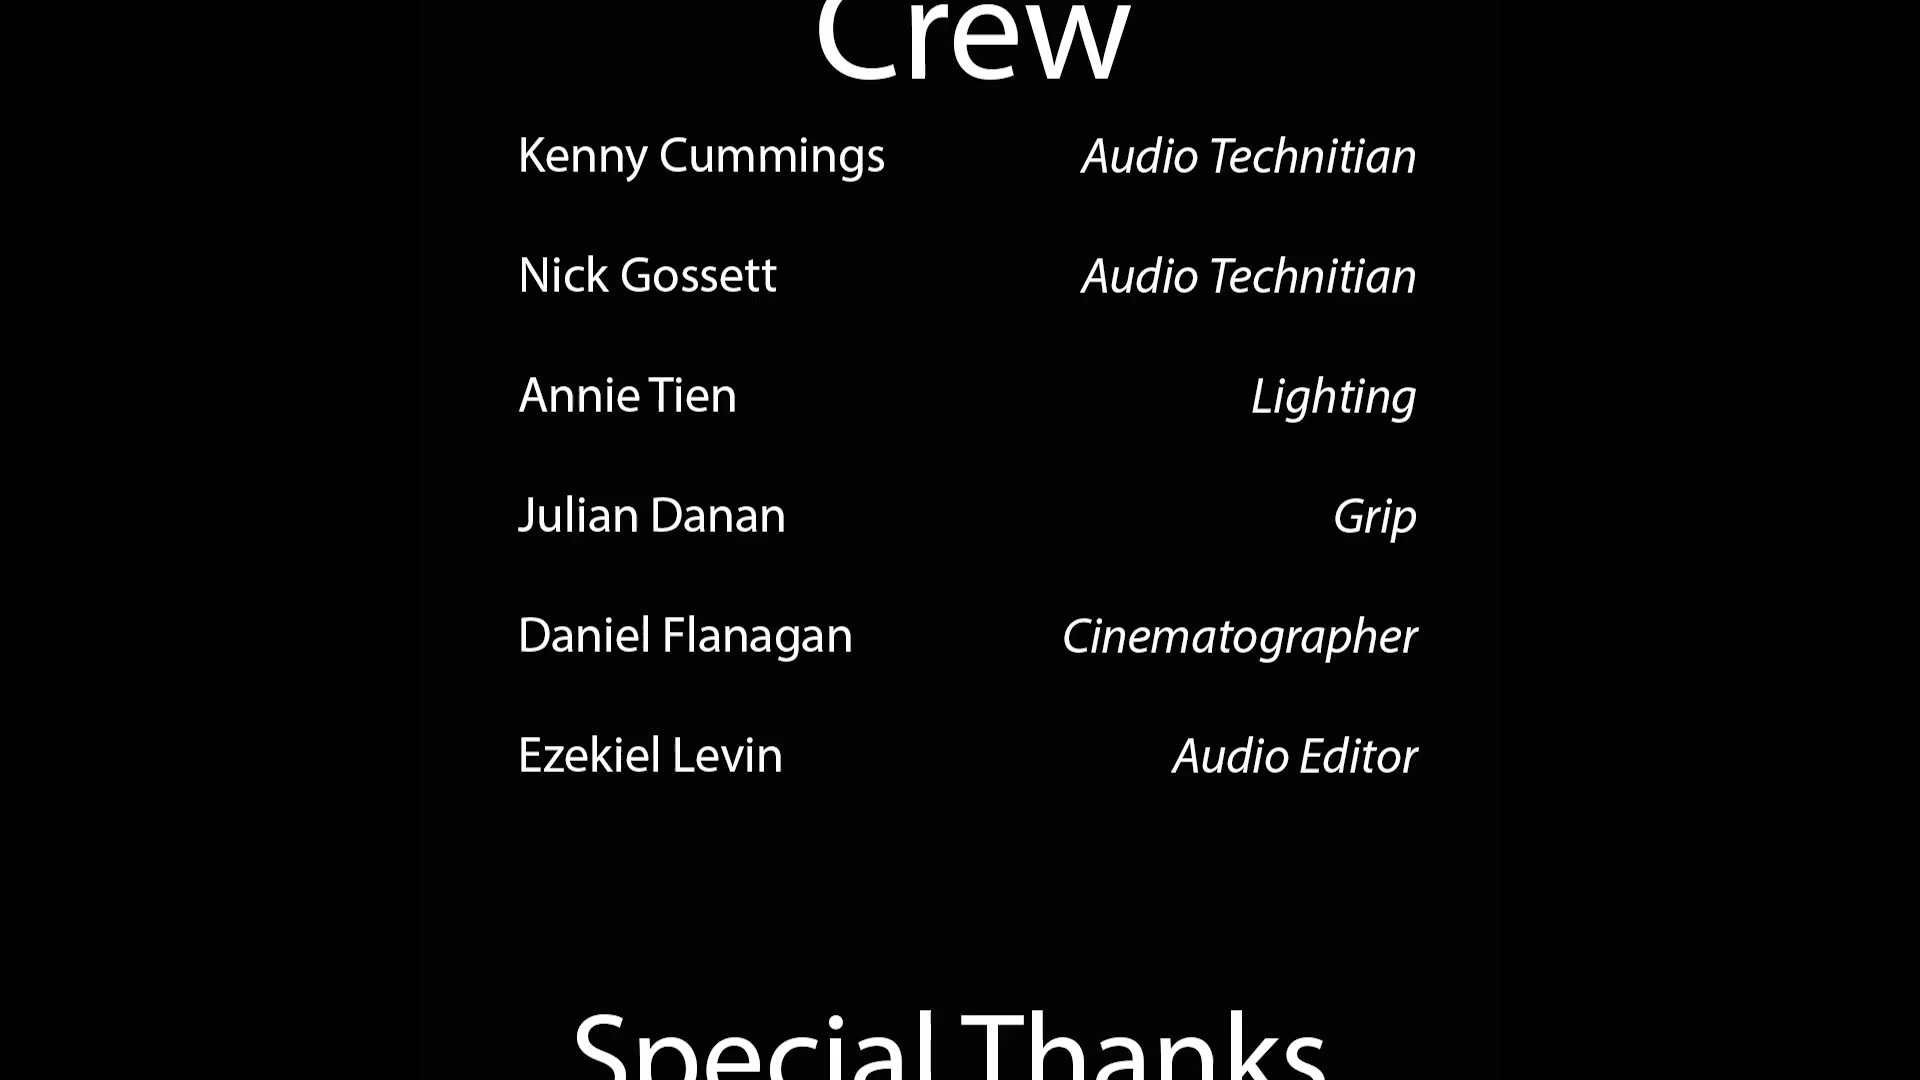 Crew
Kenny Cummings Audio Technitian
Nick Gossett Audio Technitian
Annie Tien Lighting
Julian Danan Grip
Daniel Flanagan Cinematographer
Ezekiel Levin Audio Editor
Special Thanks